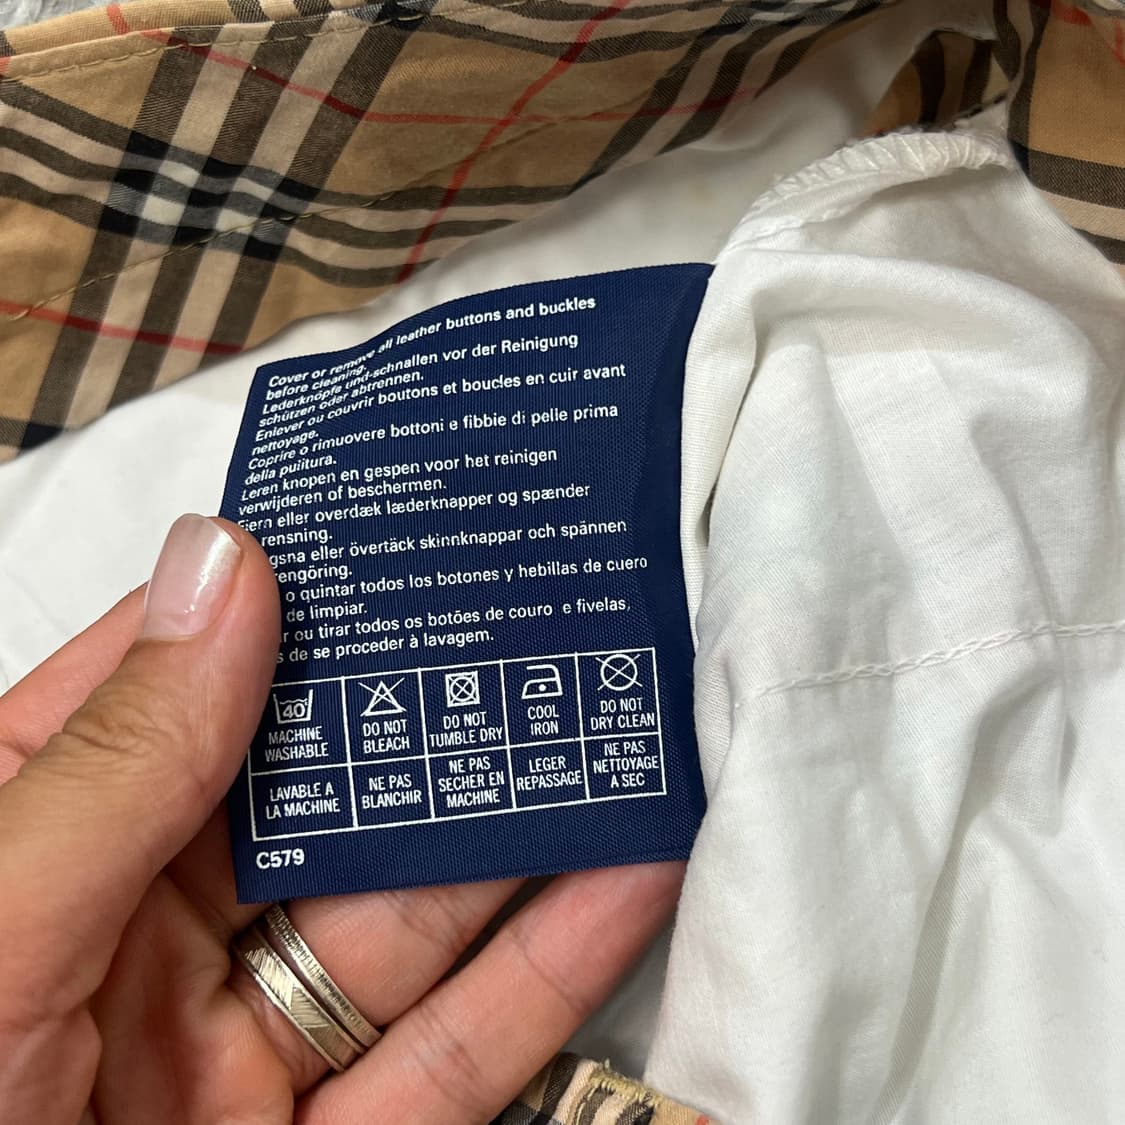 Cover or remove all leather buttons and buckles
before cleaning.
Lederknöpfe und-schnallen vor der Reinigung
schützen oder abtrennen.
Enlever ou couvrir boutons et boucles en cuir avant
nettoyage.
Coprire o rimuovere bottoni e fibbie di pelle prima
della pulitura.
Leren knopen en gespen voor het reinigen
verwijderen of beschermen.
Fjern eller overdæk læderknapper og spænder
rensning.
gsna eller övertäck skinnknappar och spännen
engöring.
o quintar todos los botones y hebillas de cuero
de limpiar.
r ou tirar todos os botões de couro e fivelas,
s de se proceder à lavagem.
40°
MACHINE WASHABLE
DO NOT BLEACH
DO NOT TUMBLE DRY
COOL IRON
DO NOT DRY CLEAN
LAVABLE A LA MACHINE
NE PAS BLANCHIR
NE PAS SECHER EN MACHINE
LEGER REPASSAGE
NE PAS NETTOYAGE A SEC
C579